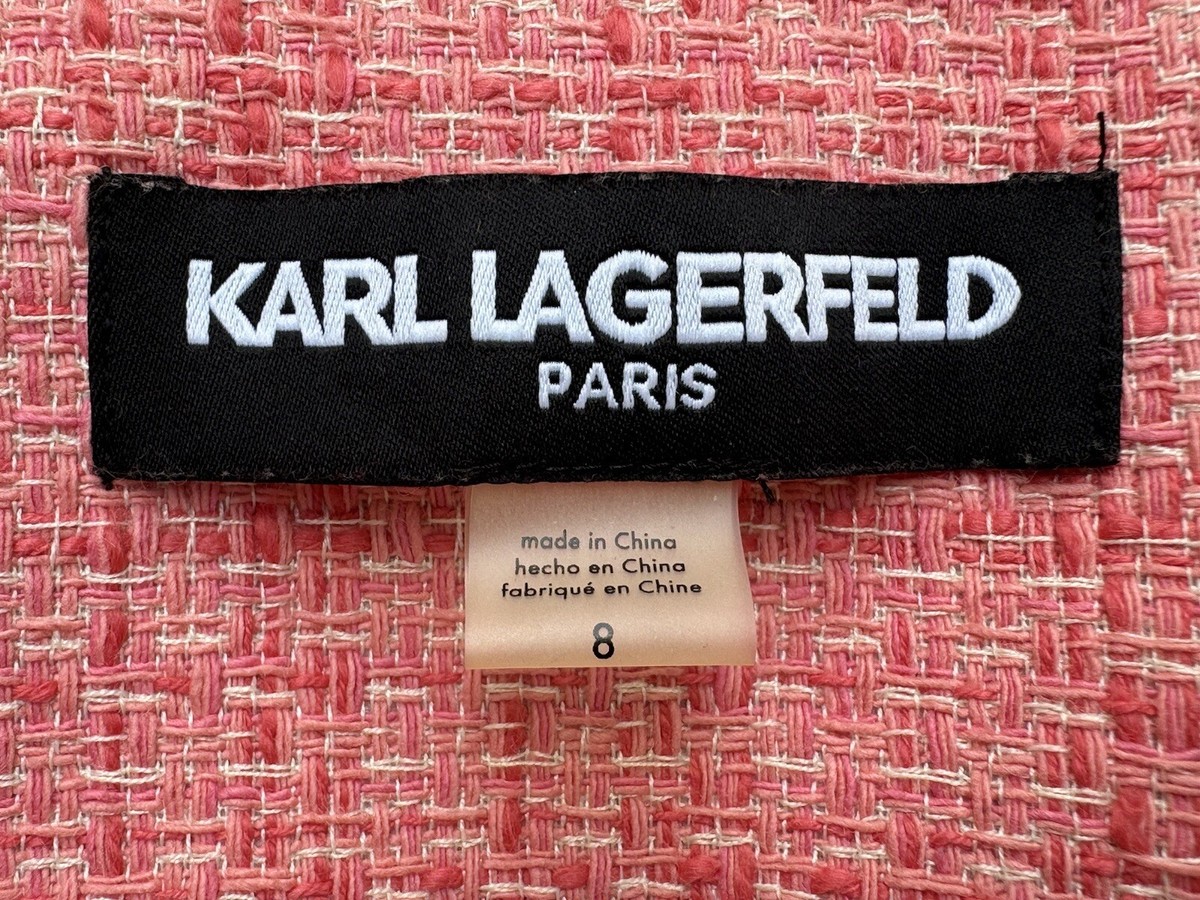 KARL LAGERFELD
PARIS
made in China
hecho en China
fabriqué en Chine
8